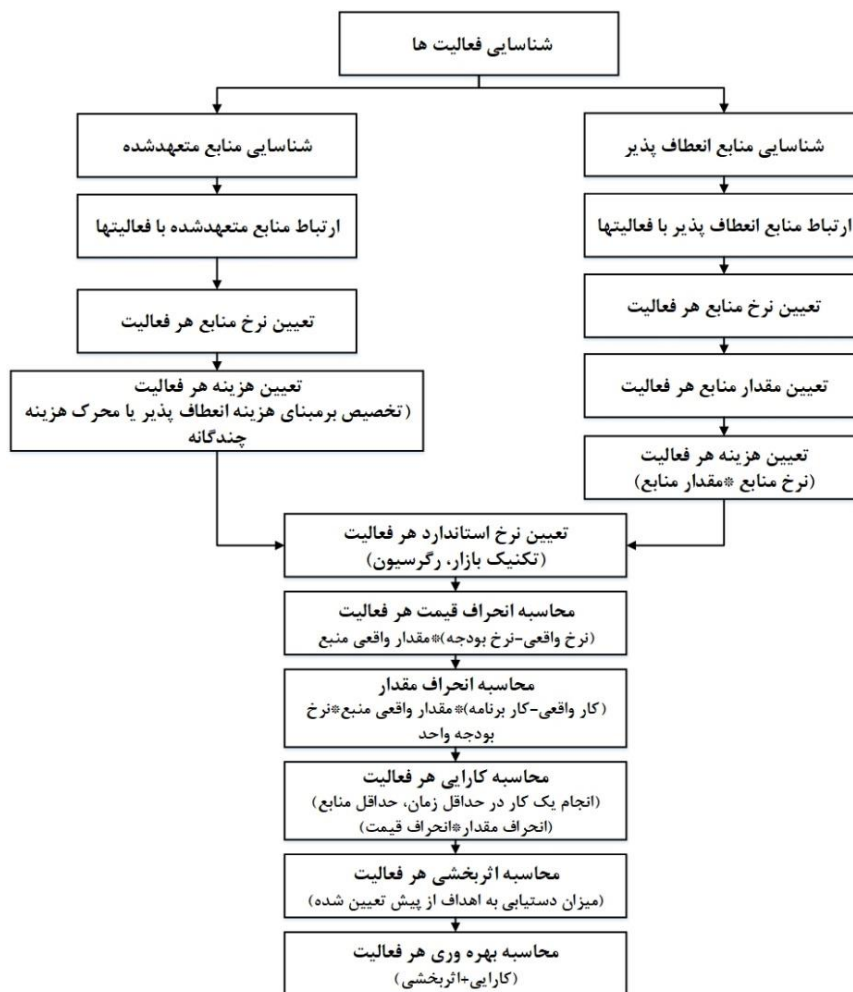 شناسایی فعالیت ها
شناسایی منابع انعطاف پذیر
ارتباط منابع انعطاف پذیر با فعالیتها
تعیین نرخ منابع هر فعالیت
تعیین مقدار منابع هر فعالیت
تعیین هزینه هر فعالیت
(نرخ منابع *مقدار منابع)
شناسایی منابع متعهدشده
ارتباط منابع متعهدشده با فعالیتها
تعیین نرخ منابع هر فعالیت
تعیین هزینه هر فعالیت
(تخصیص برمبنای هزینه انعطاف پذیر یا محرک هزینه
چندگانه
تعیین نرخ استاندارد هر فعالیت
(تکنیک بازار، رگرسیون)
محاسبه انحراف قیمت هر فعالیت
(نرخ واقعی-نرخ بودجه)*مقدار واقعی منبع
محاسبه انحراف مقدار
(کار واقعی-کار برنامه)*مقدار واقعی منبع*نرخ
بودجه واحد
محاسبه کارایی هر فعالیت
(انجام یک کار در حداقل زمان، حداقل منابع)
(انحراف مقدار*انحراف قیمت)
محاسبه اثربخشی هر فعالیت
(میزان دستیابی به اهداف از پیش تعیین شده)
محاسبه بهره وری هر فعالیت
(کارایی+اثربخشی)